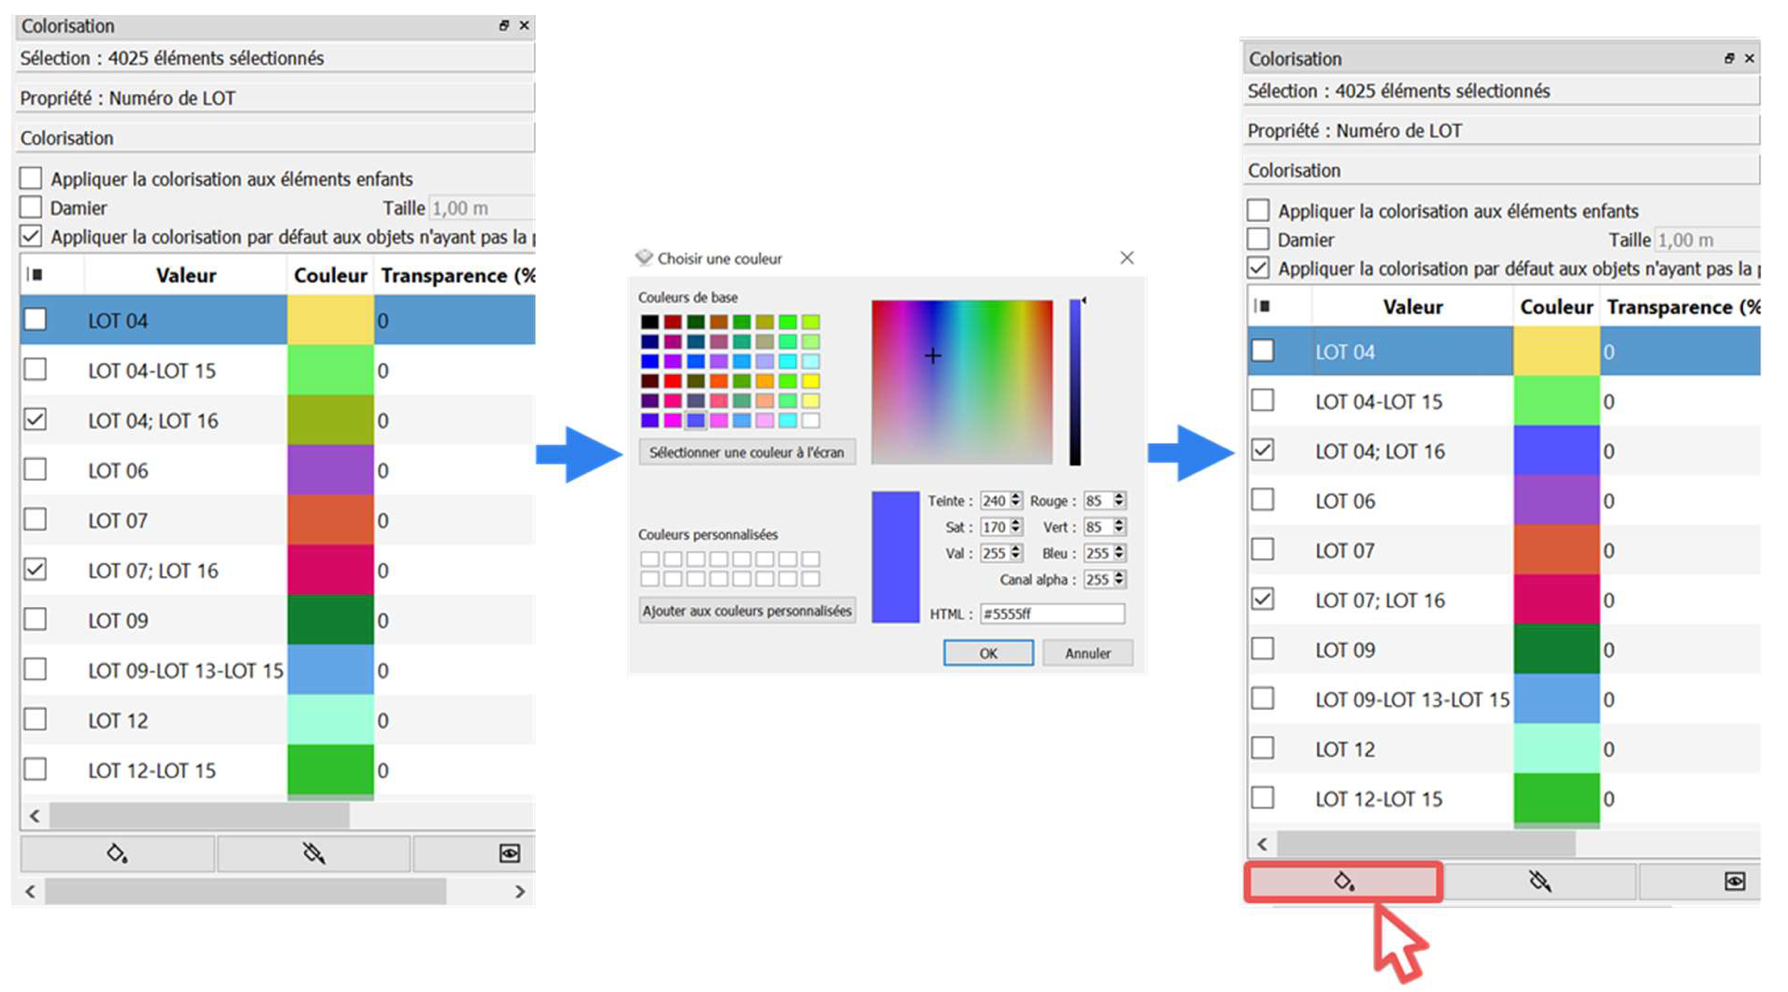 Colorisation
Sélection : 4025 éléments sélectionnés
Propriété : Numéro de LOT
Colorisation
Appliquer la colorisation aux éléments enfants
Damier Taille 1,00 m
Appliquer la colorisation par défaut aux objets n'ayant pas la p
Valeur Couleur Transparence (%
LOT 04 0
LOT 04-LOT 15 0
LOT 04; LOT 16 0
LOT 06 0
LOT 07 0
LOT 07; LOT 16 0
LOT 09 0
LOT 09-LOT 13-LOT 15 0
LOT 12 0
LOT 12-LOT 15 0
Choisir une couleur
Couleurs de base
Sélectionner une couleur à l'écran
Couleurs personnalisées
Ajouter aux couleurs personnalisées
Teinte : 240 Rouge : 85
Sat : 170 Vert : 85
Val : 255 Bleu : 255
Canal alpha : 255
HTML : #5555ff
OK Annuler
Colorisation
Sélection : 4025 éléments sélectionnés
Propriété : Numéro de LOT
Colorisation
Appliquer la colorisation aux éléments enfants
Damier Taille 1,00 m
Appliquer la colorisation par défaut aux objets n'ayant pas la p
Valeur Couleur Transparence (%
LOT 04 0
LOT 04-LOT 15 0
LOT 04; LOT 16 0
LOT 06 0
LOT 07 0
LOT 07; LOT 16 0
LOT 09 0
LOT 09-LOT 13-LOT 15 0
LOT 12 0
LOT 12-LOT 15 0